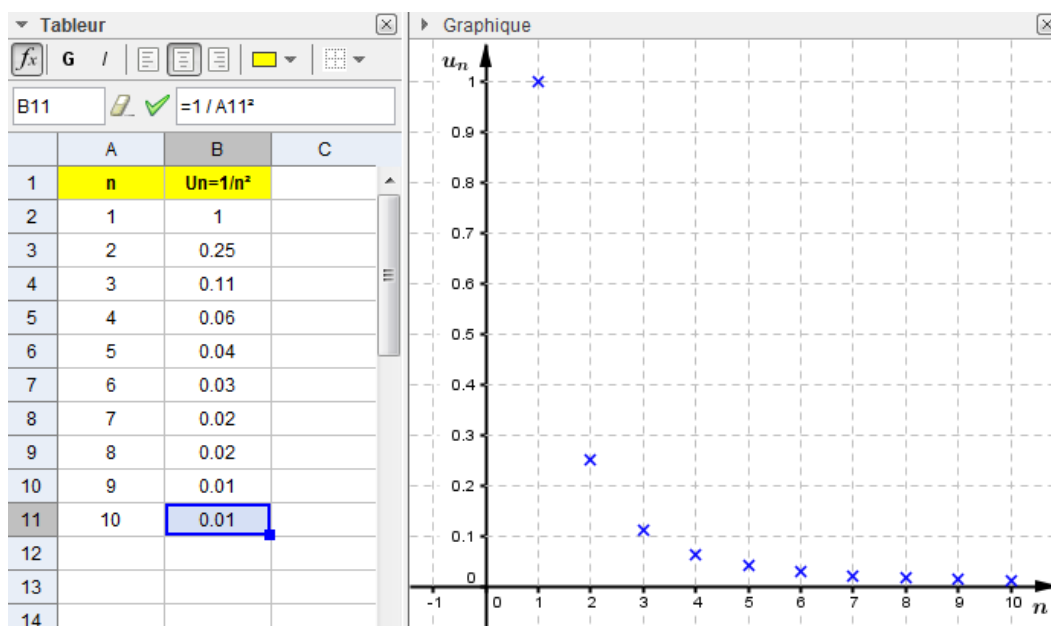 Tableur
G I
B11 =1 / A11²
A B C
1 n Un=1/n²
2 1 1
3 2 0.25
4 3 0.11
5 4 0.06
6 5 0.04
7 6 0.03
8 7 0.02
9 8 0.02
10 9 0.01
11 10 0.01
12
13
14
Graphique
uₙ
1
0.9
0.8
0.7
0.6
0.5
0.4
0.3
0.2
0.1
0
-1 0 1 2 3 4 5 6 7 8 9 10 n